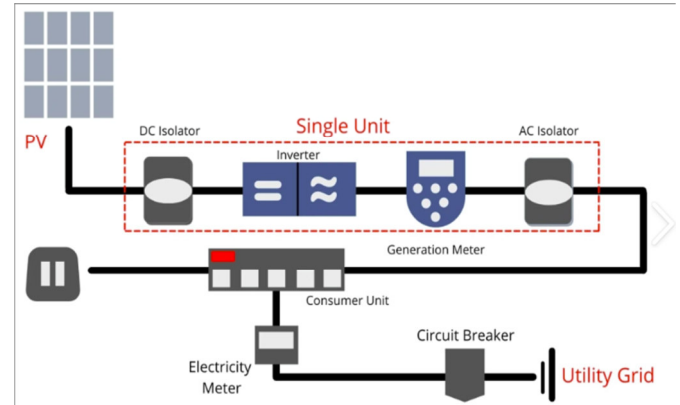 PV
DC Isolator
Single Unit
AC Isolator
Inverter
Generation Meter
Consumer Unit
Electricity
Meter
Circuit Breaker
Utility Grid